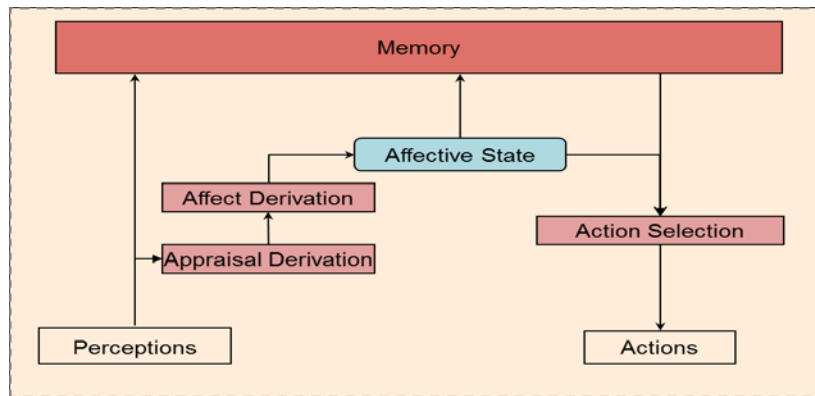 Memory
Affective State
Affect Derivation
Action Selection
Appraisal Derivation
Perceptions
Actions